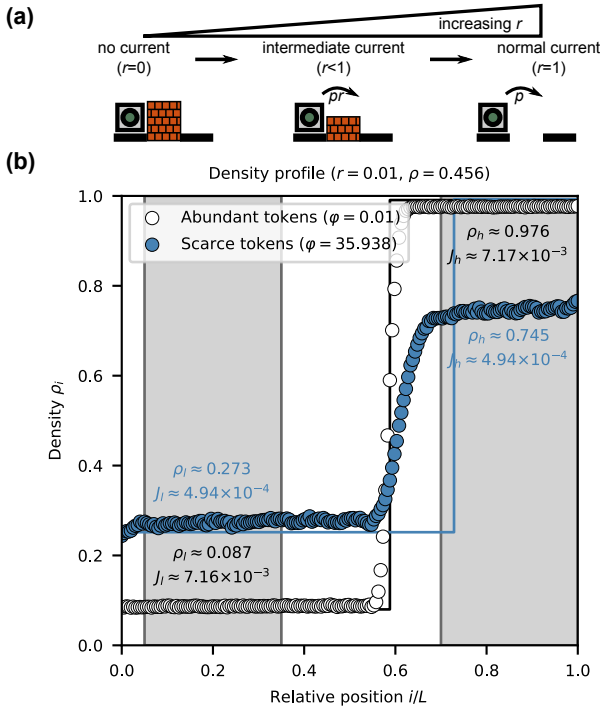 (a)
increasing r
no current
(r=0)
intermediate current
(r<1)
normal current
(r=1)
pr
p
(b)
Density profile (r = 0.01, ρ = 0.456)
Abundant tokens (φ = 0.01)
Scarce tokens (φ = 35.938)
ρh ≈ 0.976
Jh ≈ 7.17×10⁻³
ρh ≈ 0.745
Jh ≈ 4.94×10⁻⁴
ρl ≈ 0.273
Jl ≈ 4.94×10⁻⁴
ρl ≈ 0.087
Jl ≈ 7.16×10⁻³
Density ρi
1.0
0.8
0.6
0.4
0.2
0.0
0.0 0.2 0.4 0.6 0.8 1.0
Relative position i/L